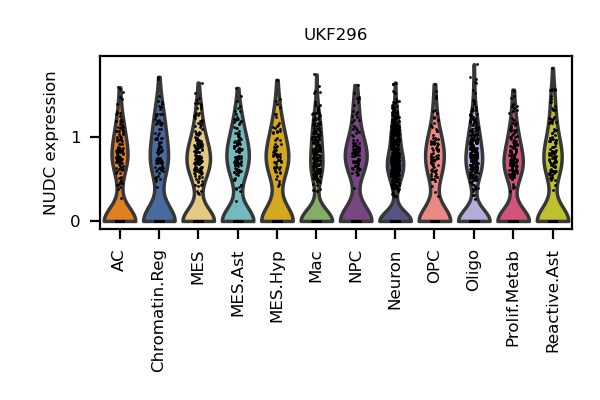 UKF296
NUDC expression
1
0
AC
Chromatin.Reg
MES
MES.Ast
MES.Hyp
Mac
NPC
Neuron
OPC
Oligo
Prolif.Metab
Reactive.Ast